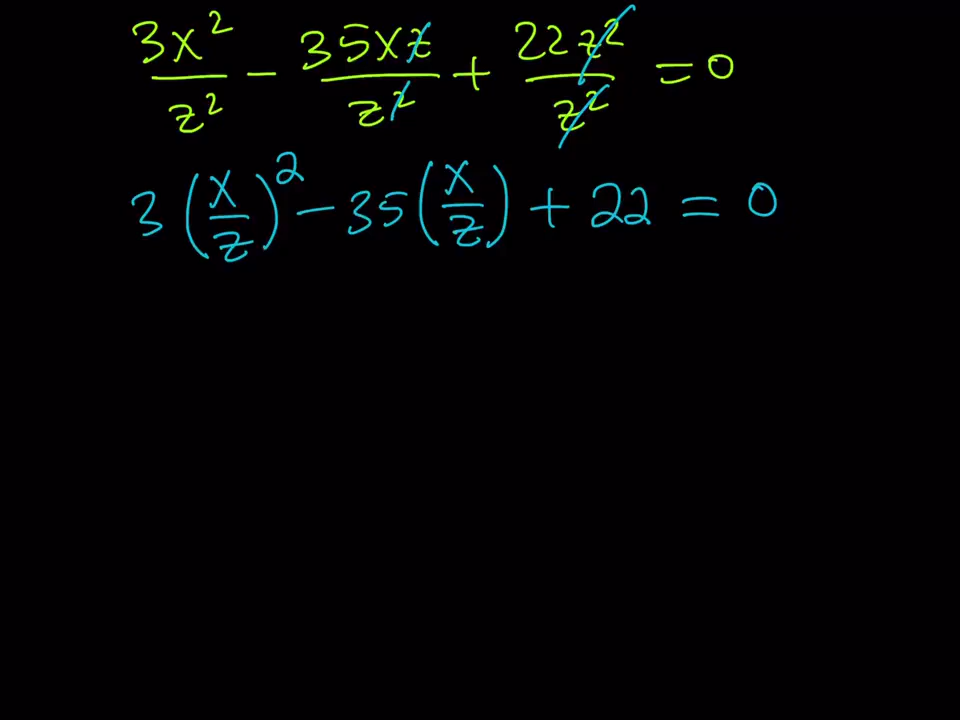 3x²/z² - 35xz/z² + 22z²/z² = 0
3(x/z)² - 35(x/z) + 22 = 0